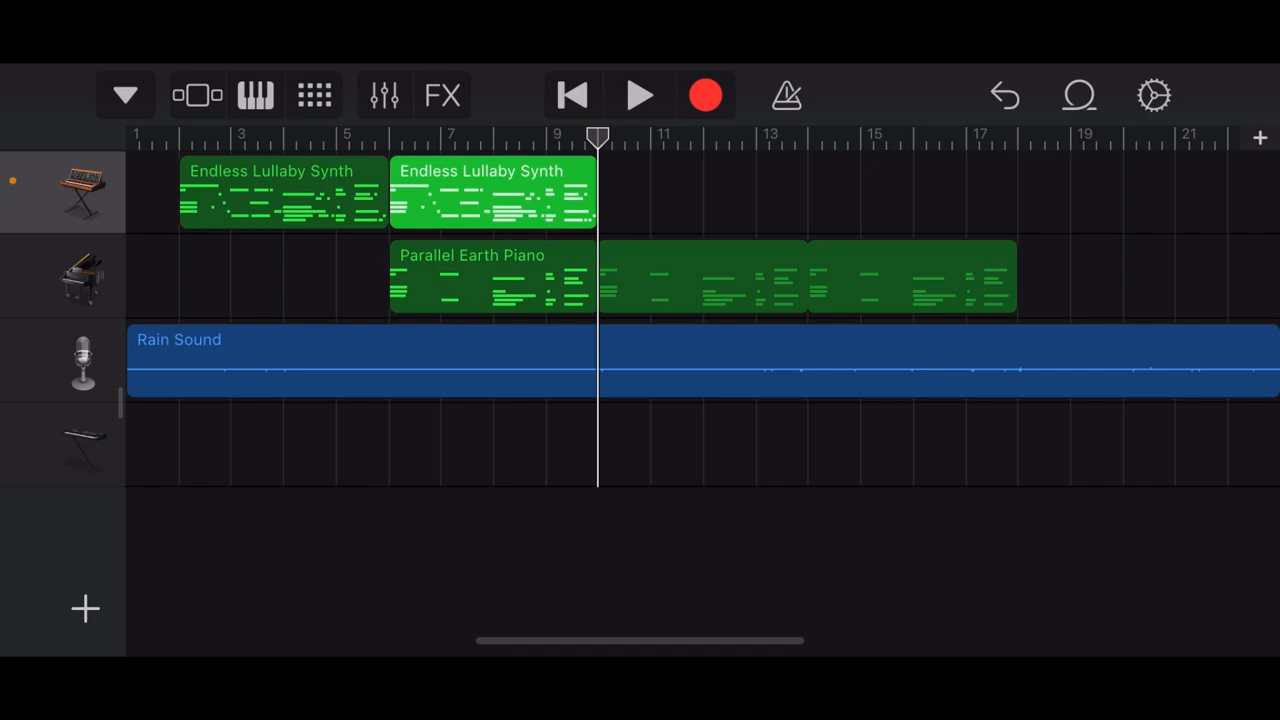 FX
1 3 5 7 9 11 13 15 17 19 21
Endless Lullaby Synth Endless Lullaby Synth
Parallel Earth Piano
Rain Sound